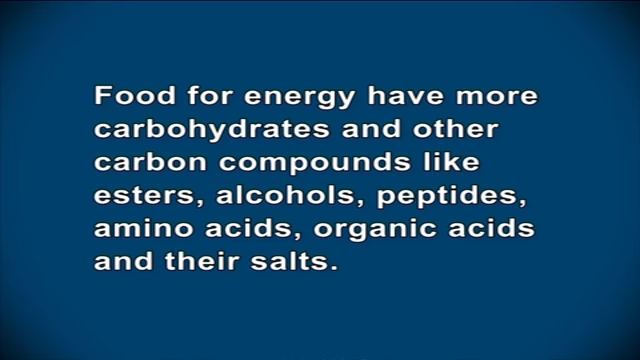 Food for energy have more
carbohydrates and other
carbon compounds like
esters, alcohols, peptides,
amino acids, organic acids
and their salts.